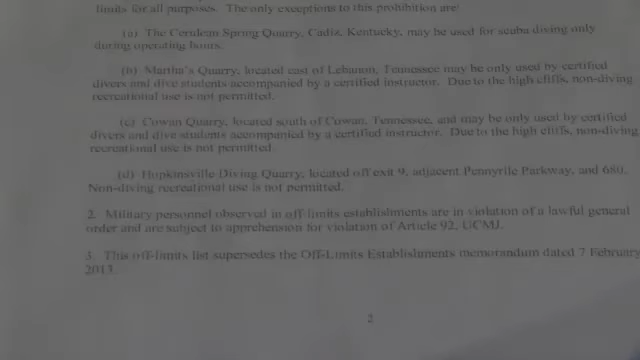 limits for all purposes. The only exceptions to this prohibition are:
(a) The Cerulean Spring Quarry, Cadiz, Kentucky, may be used for scuba diving only
during operating hours.
(b) Martha's Quarry, located east of Lebanon, Tennessee may be only used by certified
divers and dive students accompanied by a certified instructor. Due to the high cliffs, non-diving
recreational use is not permitted.
(c) Cowan Quarry, located south of Cowan, Tennessee, and may be only used by certified
divers and dive students accompanied by a certified instructor. Due to the high cliffs, non-diving
recreational use is not permitted.
(d) Hopkinsville Diving Quarry, located off exit 9, adjacent Pennyrile Parkway, and 680.
Non-diving recreational use is not permitted.
2. Military personnel observed in off-limits establishments are in violation of a lawful general
order and are subject to apprehension for violation of Article 92, UCMJ.
3. This off-limits list supersedes the Off-Limits Establishments memorandum dated 7 February
2013.
2